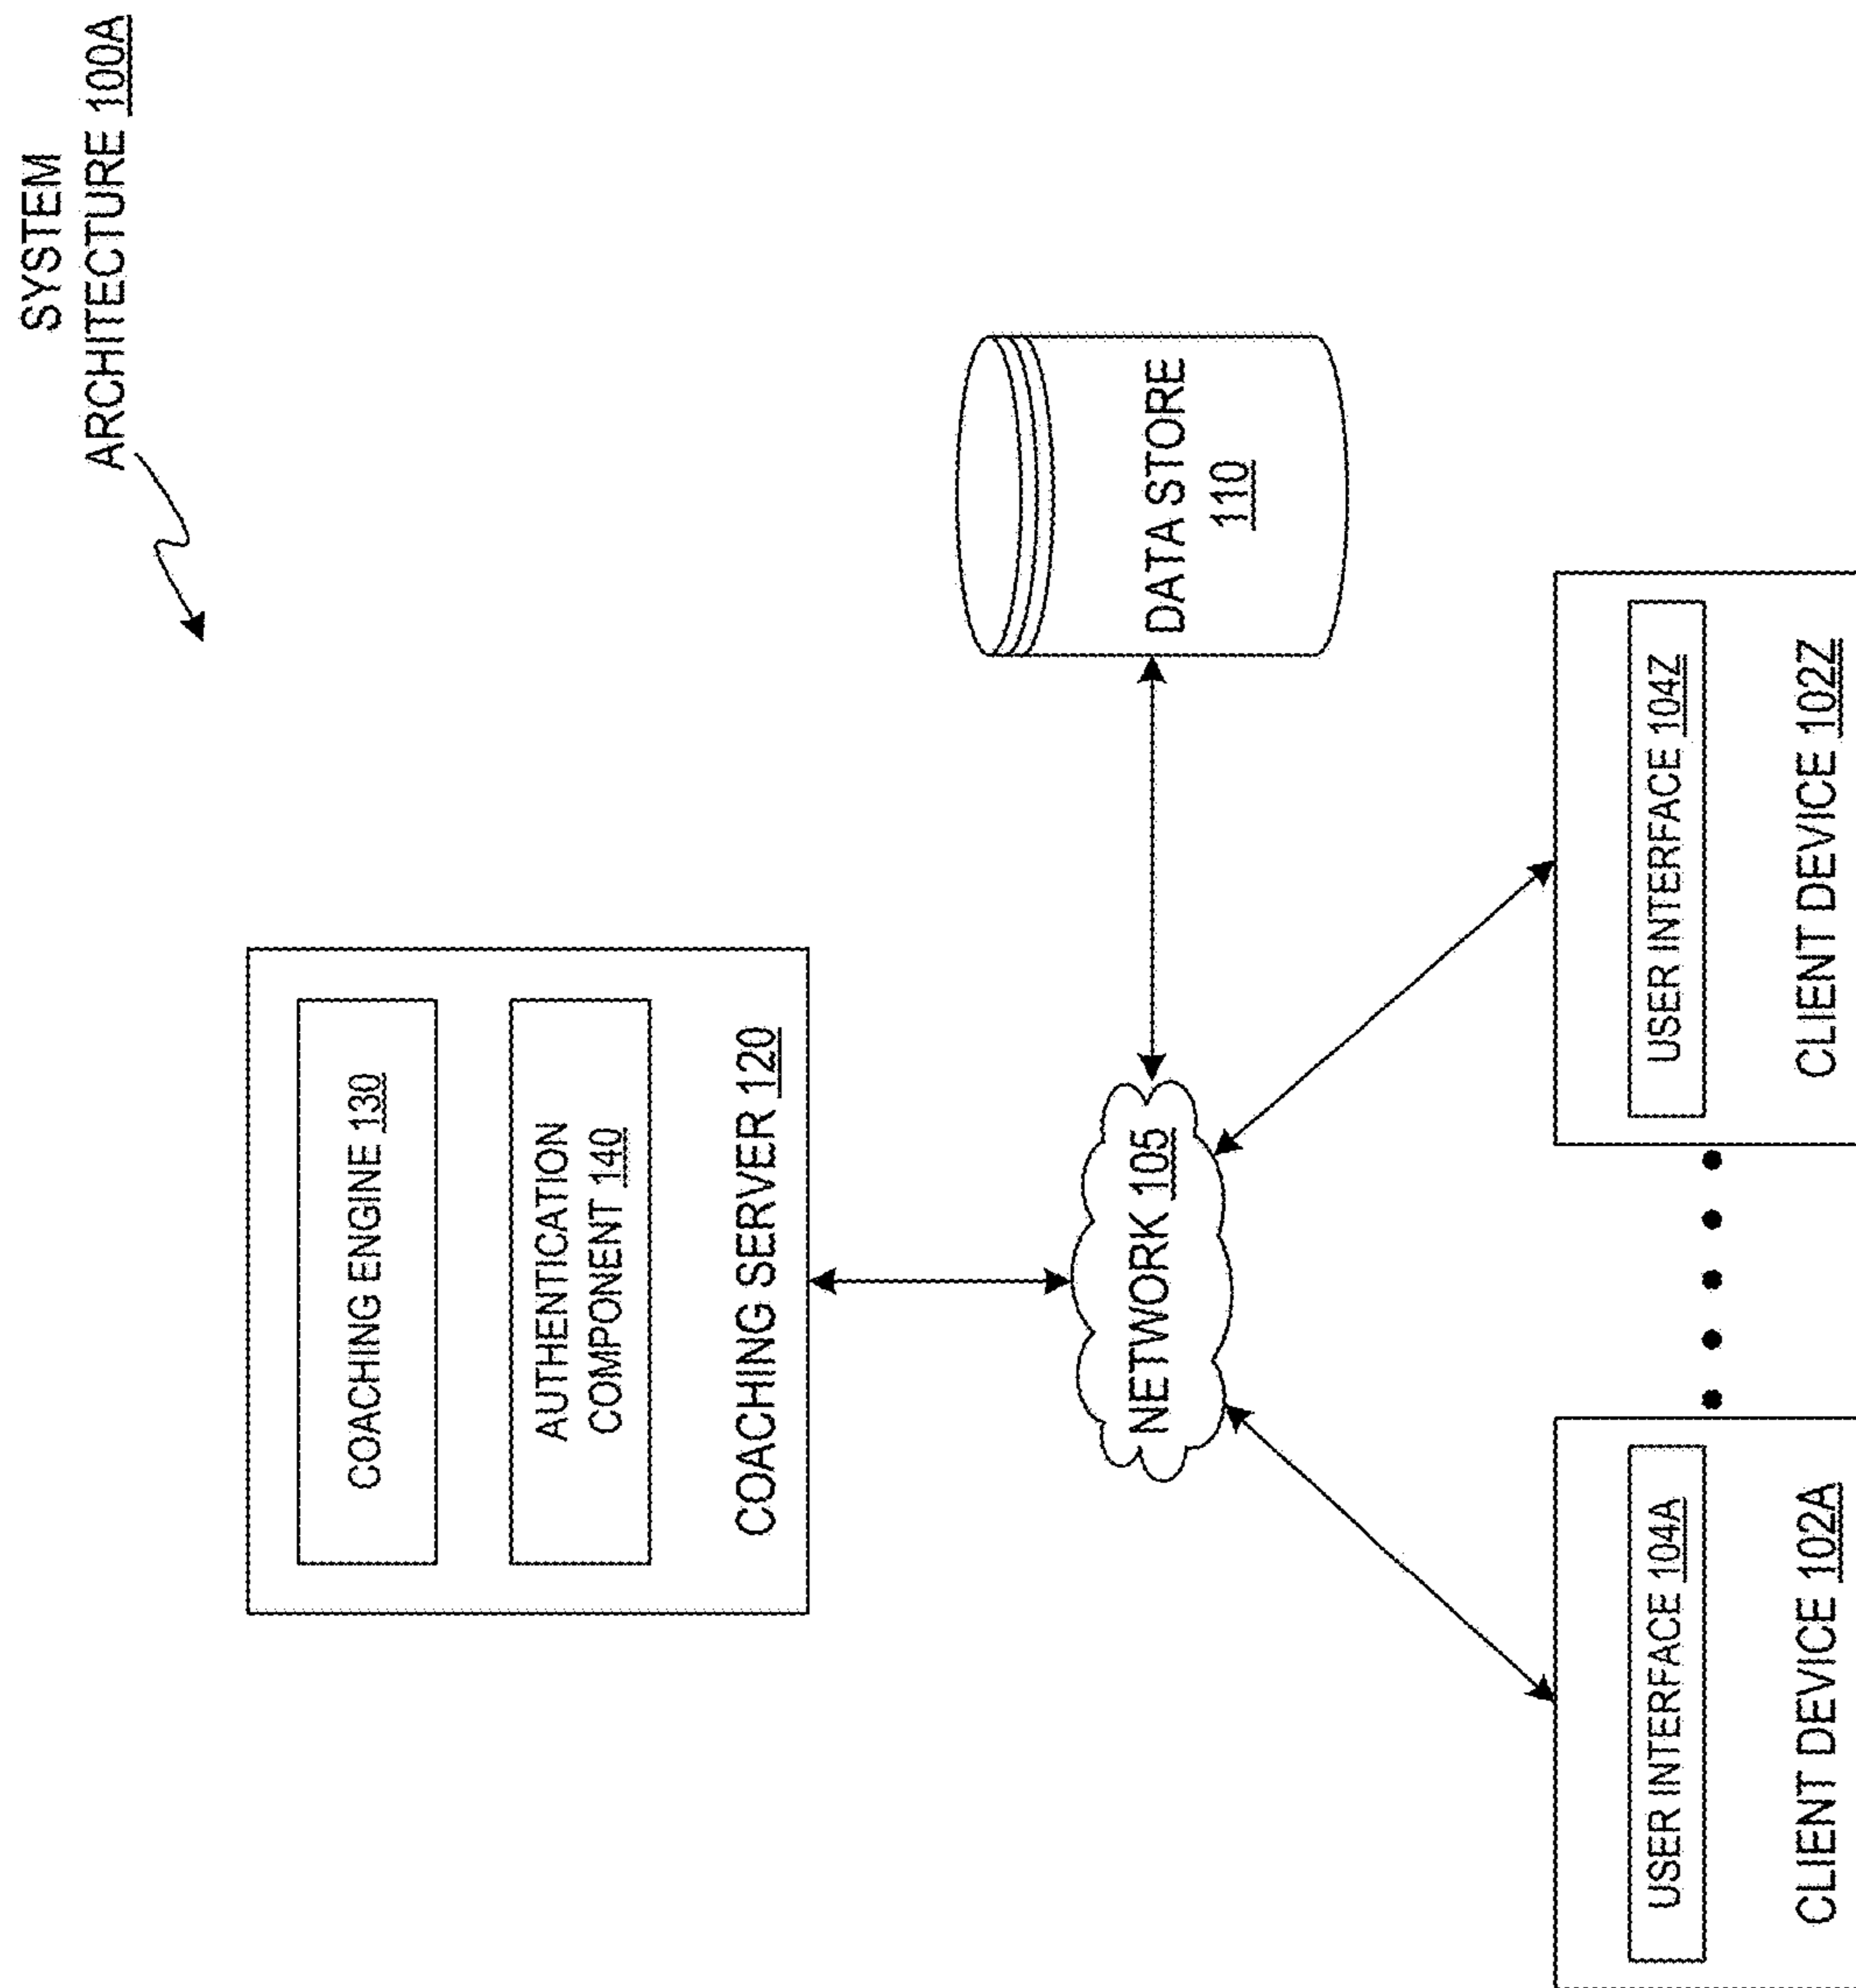 SYSTEM
ARCHITECTURE 100A
COACHING ENGINE 130
AUTHENTICATION
COMPONENT 140
COACHING SERVER 120
NETWORK 105
DATA STORE
110
USER INTERFACE 104A
CLIENT DEVICE 102A
USER INTERFACE 104Z
CLIENT DEVICE 102Z